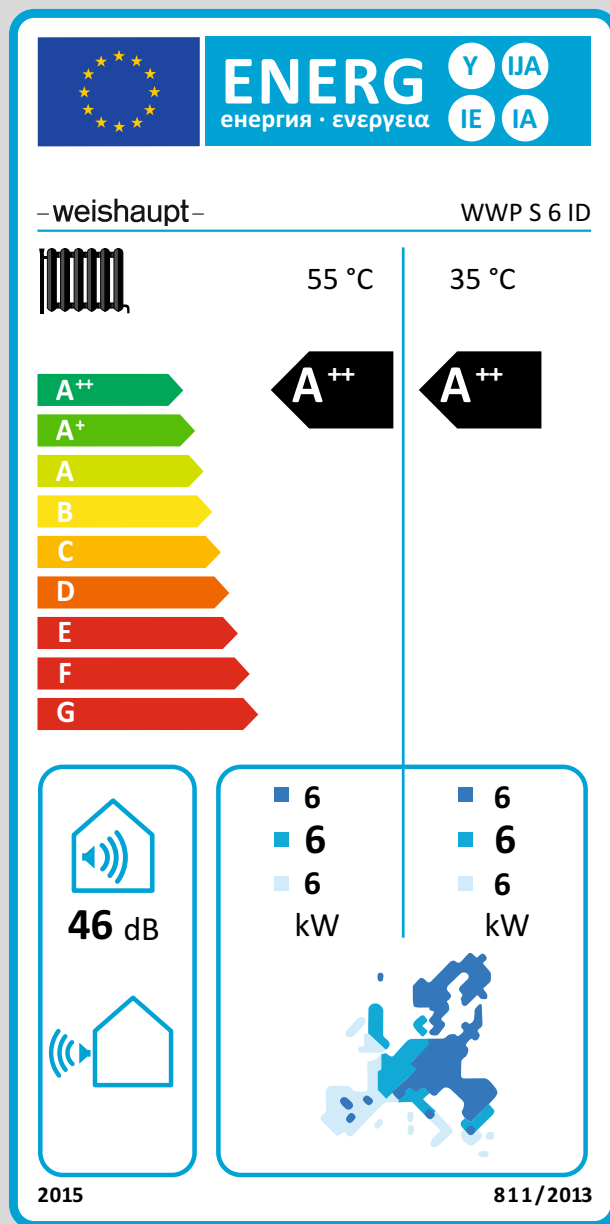 ENERG Y IJA
енергия · ενεργεια IE IA
–weishaupt– WWP S 6 ID
55 °C 35 °C
A++ A++ A++
A+
A
B
C
D
E
F
G
6 6
6 6
6 6
46 dB kW kW
2015 811/2013